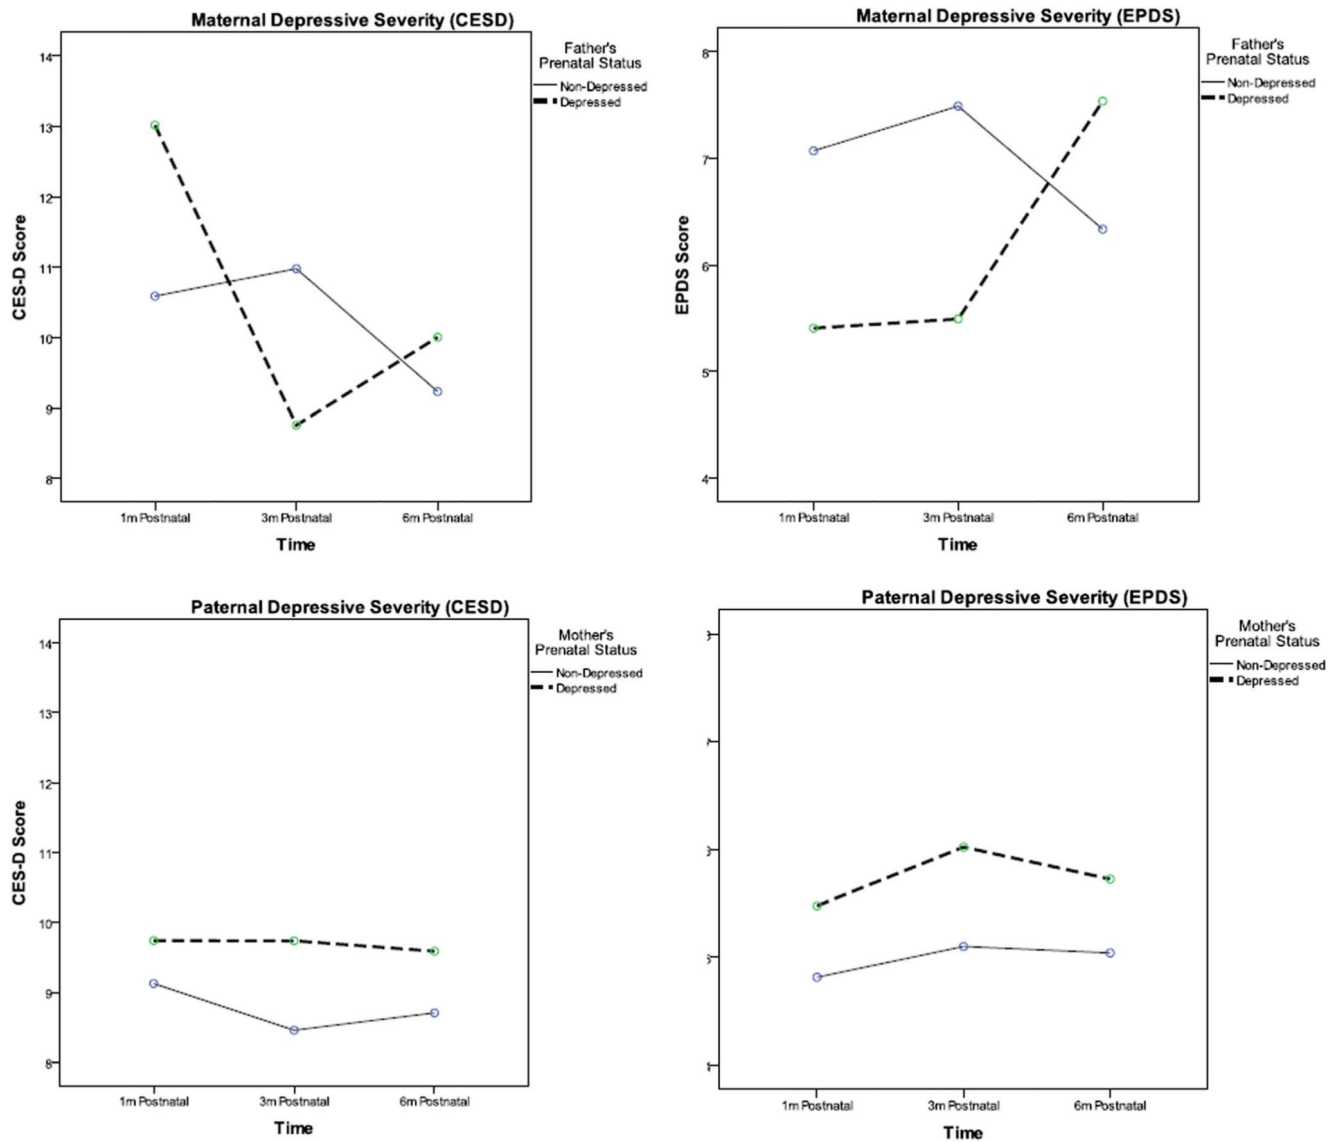 Maternal Depressive Severity (CESD)
Father's
Prenatal Status
Non-Depressed
Depressed
CES-D Score
14
13
12
11
10
9
8
1m Postnatal
3m Postnatal
6m Postnatal
Time
Maternal Depressive Severity (EPDS)
Father's
Prenatal Status
Non-Depressed
Depressed
EPDS Score
8
7
6
5
4
1m Postnatal
3m Postnatal
6m Postnatal
Time
Paternal Depressive Severity (CESD)
Mother's
Prenatal Status
Non-Depressed
Depressed
CES-D Score
14
13
12
11
10
9
8
1m Postnatal
3m Postnatal
6m Postnatal
Time
Paternal Depressive Severity (EPDS)
Mother's
Prenatal Status
Non-Depressed
Depressed
1m Postnatal
3m Postnatal
6m Postnatal
Time